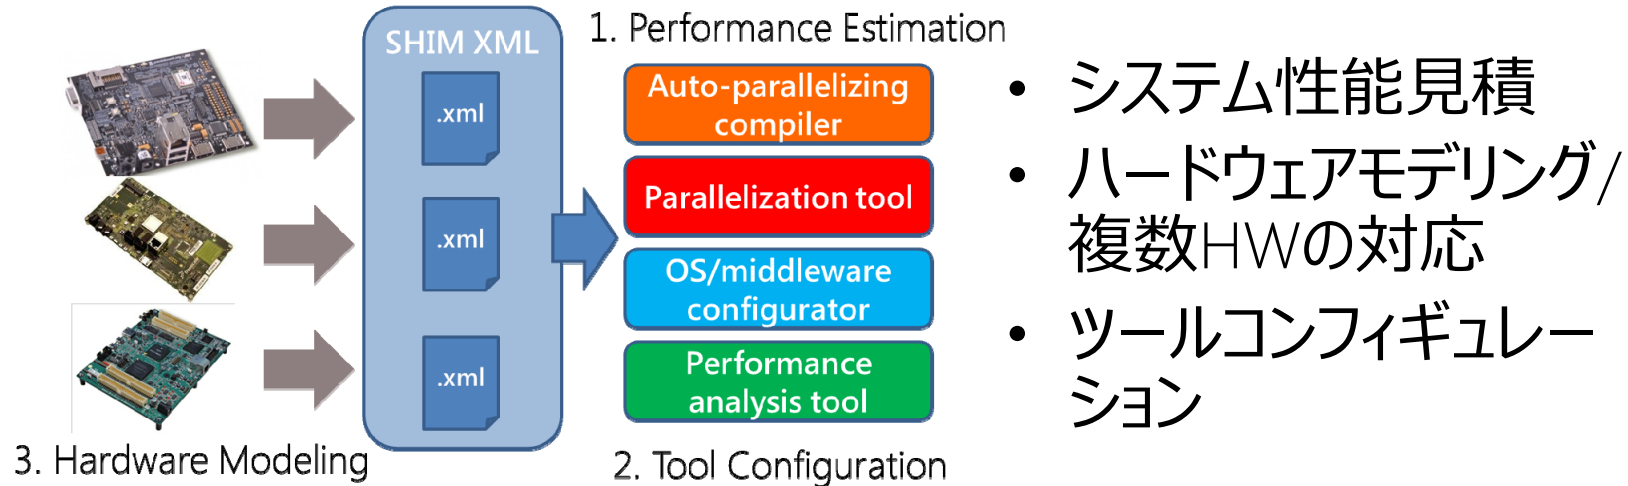 SHIM XML
.xml
.xml
.xml
3. Hardware Modeling
1. Performance Estimation
Auto-parallelizing
compiler
Parallelization tool
OS/middleware
configurator
Performance
analysis tool
2. Tool Configuration
• システム性能見積
• ハードウェアモデリング/
複数HWの対応
• ツールコンフィギュレー
ション